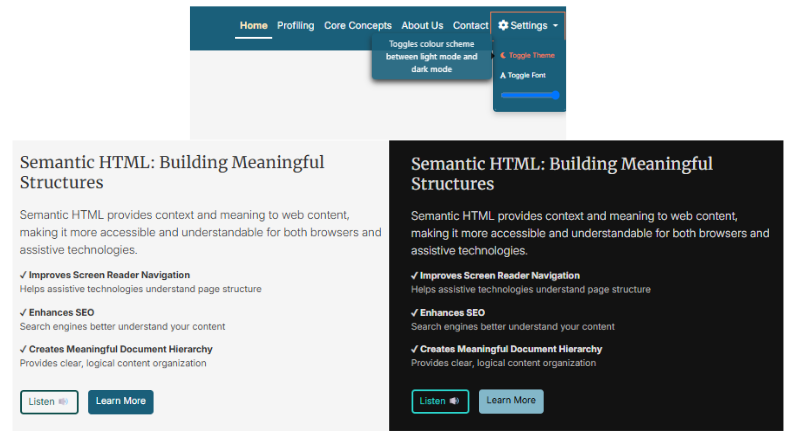 Home Profiling Core Concepts About Us Contact Settings
Toggles colour scheme
between light mode and
dark mode
Toggle Theme
A Toggle Font
Semantic HTML: Building Meaningful
Structures
Semantic HTML provides context and meaning to web content,
making it more accessible and understandable for both browsers and
assistive technologies.
✓ Improves Screen Reader Navigation
Helps assistive technologies understand page structure
✓ Enhances SEO
Search engines better understand your content
✓ Creates Meaningful Document Hierarchy
Provides clear, logical content organization
Listen Learn More
Semantic HTML: Building Meaningful
Structures
Semantic HTML provides context and meaning to web content,
making it more accessible and understandable for both browsers and
assistive technologies.
✓ Improves Screen Reader Navigation
Helps assistive technologies understand page structure
✓ Enhances SEO
Search engines better understand your content
✓ Creates Meaningful Document Hierarchy
Provides clear, logical content organization
Listen Learn More